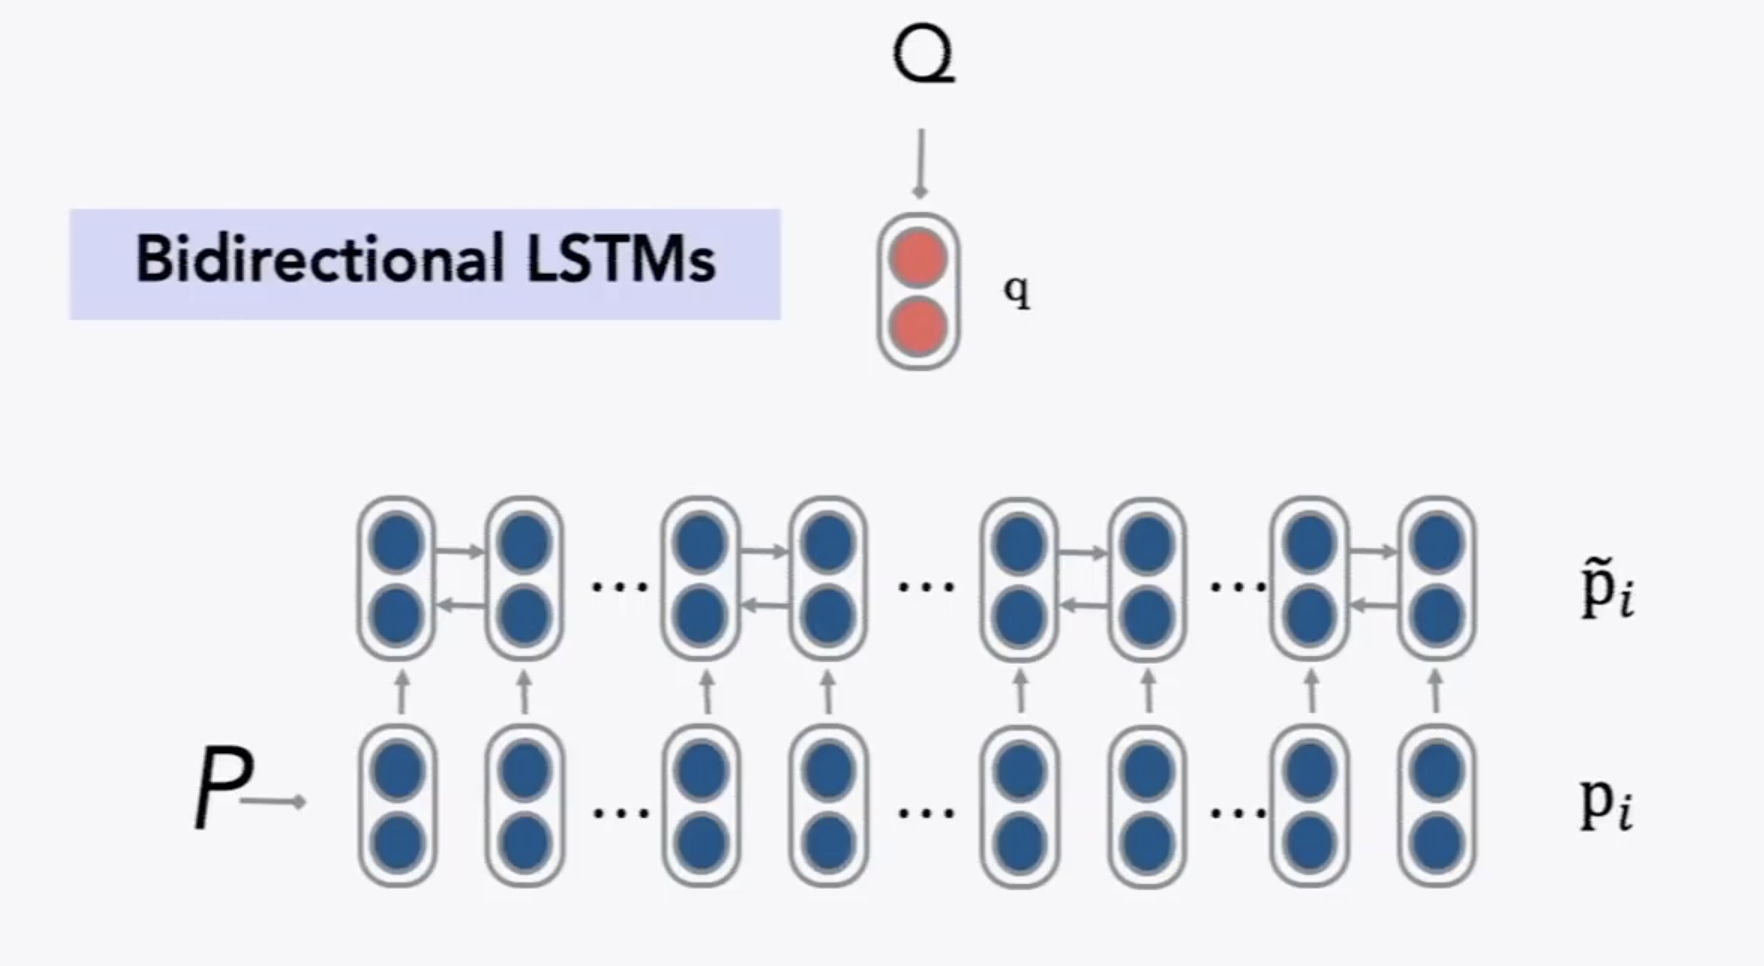 Q
Bidirectional LSTMs
q
...
...
...
p̃ᵢ
P
...
...
...
pᵢ